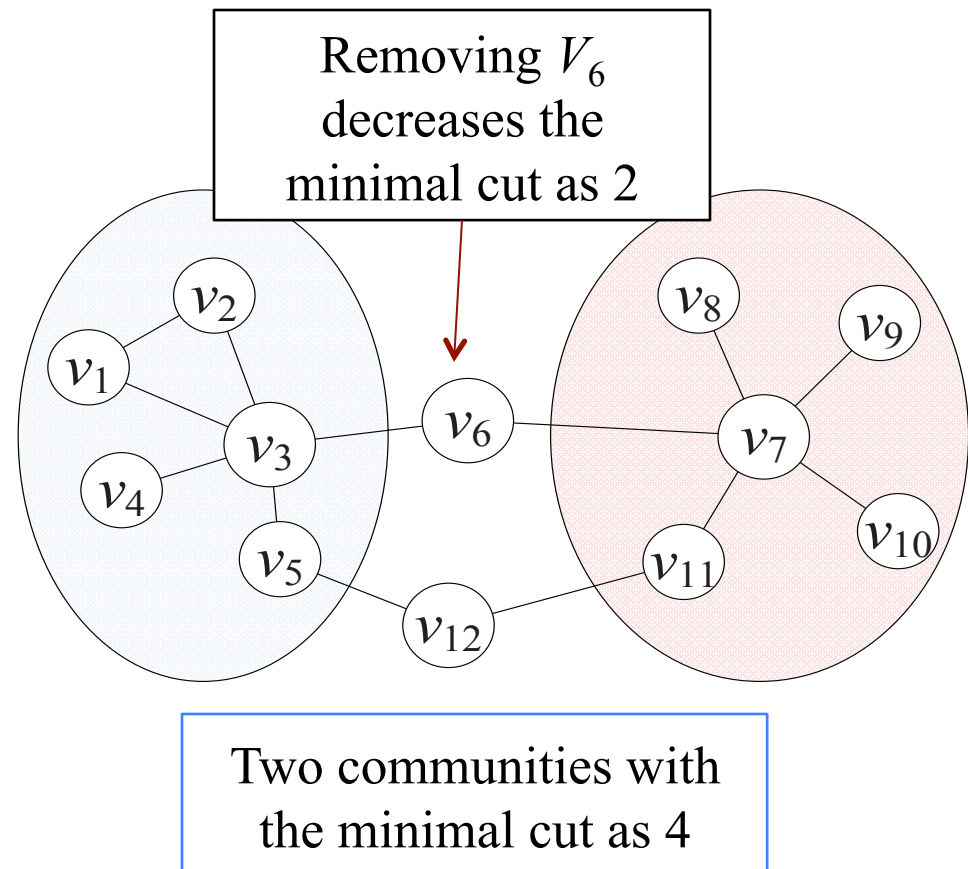 Removing V₆
decreases the
minimal cut as 2
v₂
v₁
v₃
v₄
v₅
v₆
v₁₂
v₈
v₉
v₇
v₁₀
v₁₁
Two communities with
the minimal cut as 4